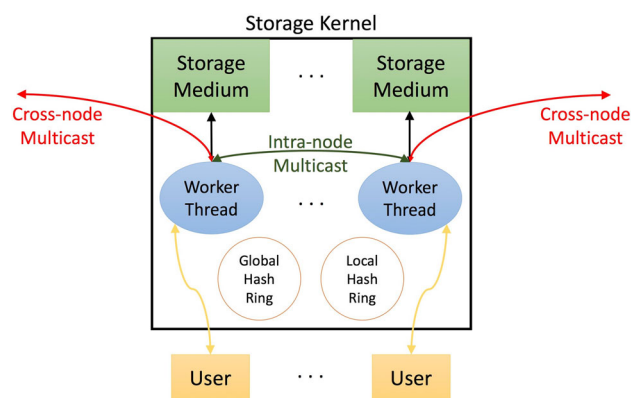 Storage Kernel
Storage
Medium
. . .
Storage
Medium
Cross-node
Multicast
Intra-node
Multicast
Cross-node
Multicast
Worker
Thread
. . .
Worker
Thread
Global
Hash
Ring
Local
Hash
Ring
User
. . .
User